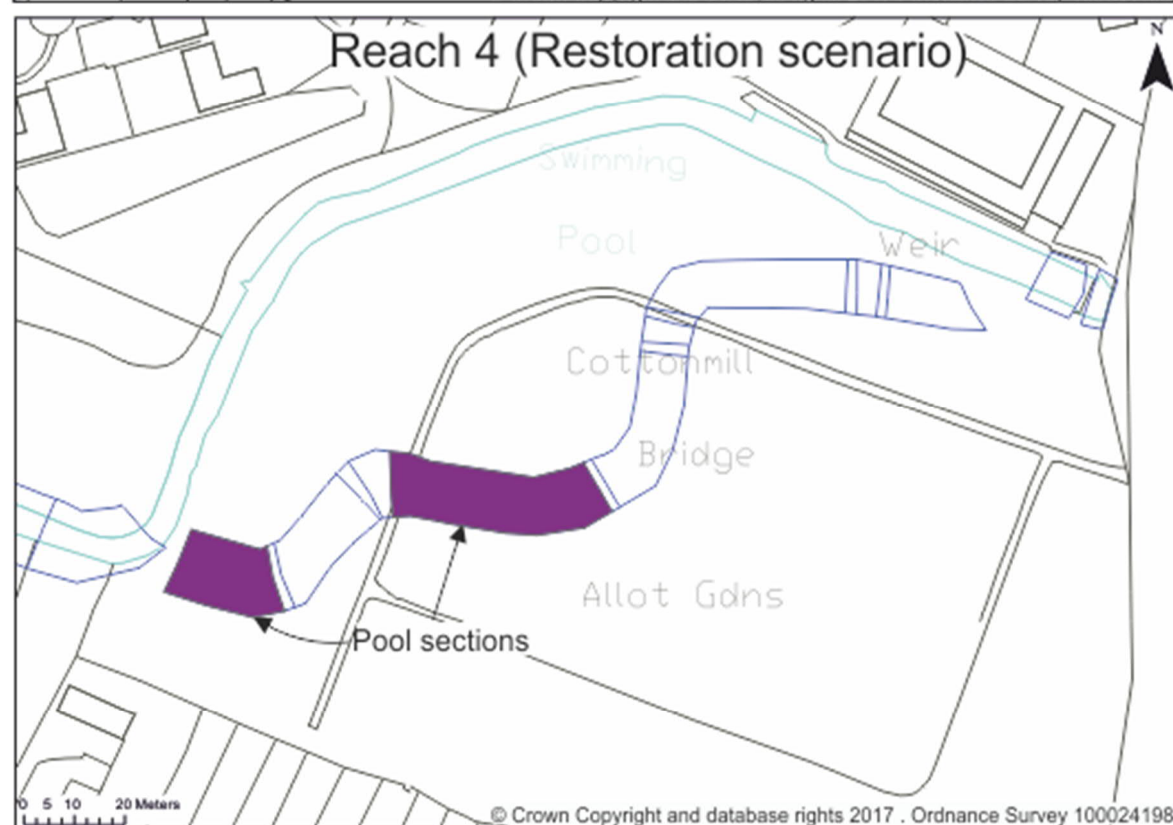 Reach 4 (Restoration scenario)
N
Swimming
Pool
Weir
Cottonmill
Bridge
Allot Gdns
Pool sections
0 5 10 20 Meters
© Crown Copyright and database rights 2017 . Ordnance Survey 100024198